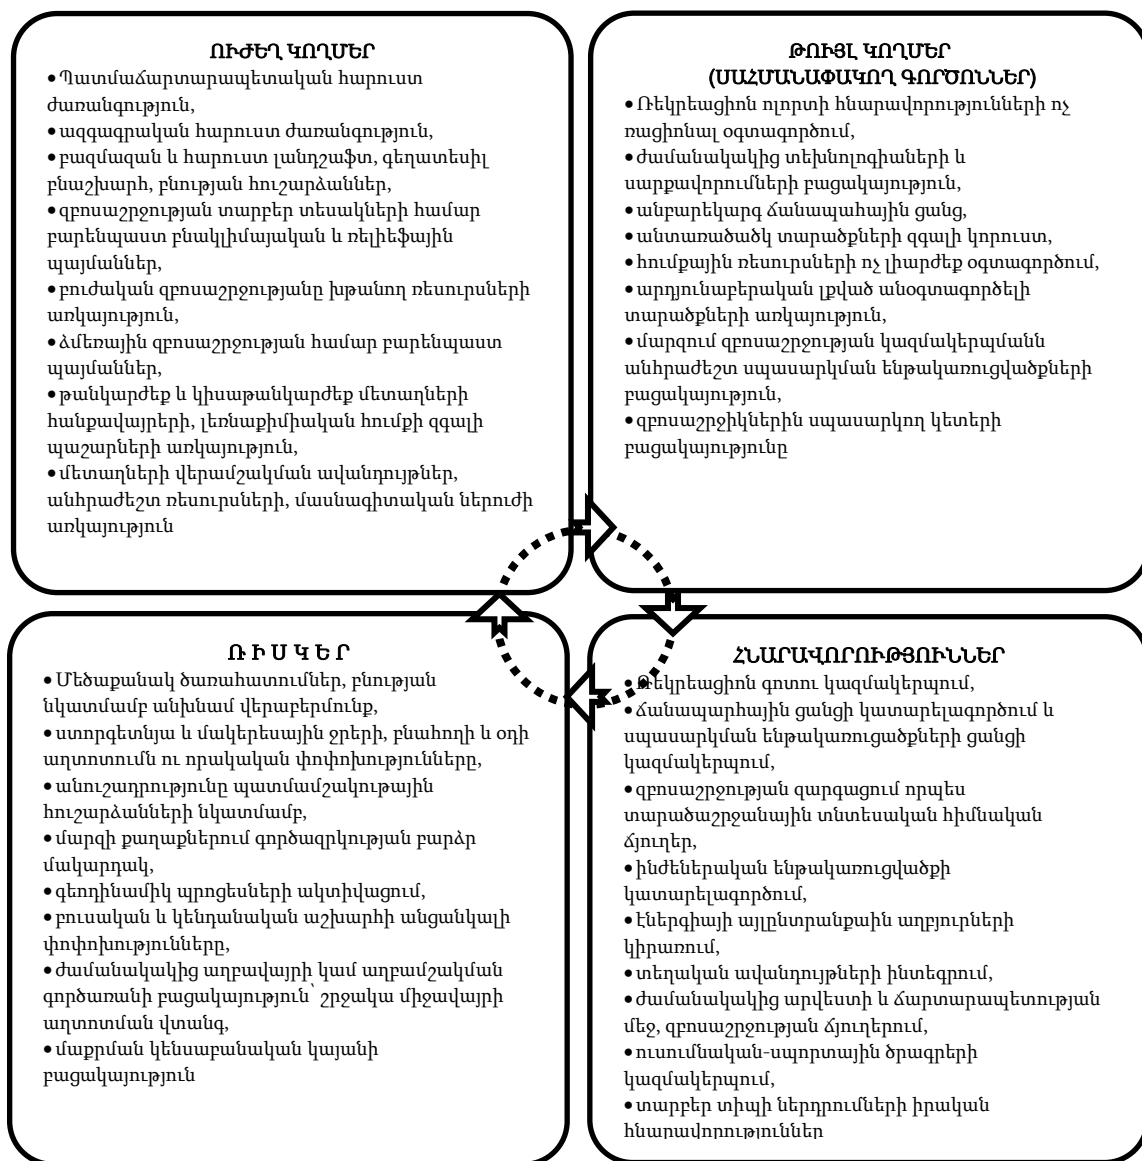 ՈՒԺԵՂ ԿՈՂՄԵՐ
•Պատմաճարտարապետական հարուստ
ժառանգություն,
•ազգագրական հարուստ ժառանգություն,
•բազմազան և հարուստ լանդշաֆտ, գեղատեսիլ
բնաշխարհ, բնության հուշարձաններ,
•զբոսաշրջության տարբեր տեսակների համար
բարենպաստ բնակլիմայական և ռելիեֆային
պայմաններ,
•բուժական զբոսաշրջությանը խթանող ռեսուրսների
առկայություն,
•ձմեռային զբոսաշրջության համար բարենպաստ
պայմաններ,
•թանկարժեք և կիսաթանկարժեք մետաղների
հանքավայրերի, լեռնաքիմիական հումքի զգալի
պաշարների առկայություն,
•մետաղների վերամշակման ավանդույթներ,
անհրաժեշտ ռեսուրսների, մասնագիտական ներուժի
առկայություն
ԹՈՒՅԼ ԿՈՂՄԵՐ
(ՍԱՀՄԱՆԱՓԱԿՈՂ ԳՈՐԾՈՆՆԵՐ)
•Ռեկրեացիոն ոլորտի հնարավորությունների ոչ
ռացիոնալ օգտագործում,
•ժամանակակից տեխնոլոգիաների և
սարքավորումների բացակայություն,
•անբարեկարգ ճանապահային ցանց,
•անտառածածկ տարածքների զգալի կորուստ,
•հումքային ռեսուրսների ոչ լիարժեք օգտագործում,
•արդյունաբերական լքված անօգտագործելի
տարածքների առկայություն,
•մարզում զբոսաշրջության կազմակերպմանն
անհրաժեշտ սպասարկման ենթակառուցվածքների
բացակայություն,
•զբոսաշրջիկներին սպասարկող կետերի
բացակայությունը
Ռ Ի Ս Կ Ե Ր
•Մեծաքանակ ծառահատումներ, բնության
նկատմամբ անխնամ վերաբերմունք,
•ստորգետնյա և մակերեսային ջրերի, բնահողի և օդի
աղտոտումն ու որակական փոփոխությունները,
•անուշադրությունը պատմամշակութային
հուշարձանների նկատմամբ,
•մարզի քաղաքներում գործազրկության բարձր
մակարդակ,
•գեոդինամիկ պրոցեսների ակտիվացում,
•բուսական և կենդանական աշխարհի անցանկալի
փոփոխությունները,
•ժամանակակից աղբավայրի կամ աղբամշակման
գործառանի բացակայություն՝ շրջակա միջավայրի
աղտոտման վտանգ,
•մաքրման կենսաբանական կայանի
բացակայություն
ՀՆԱՐԱՎՈՐՈՒԹՅՈՒՆՆԵՐ
•Ռեկրեացիոն գոտու կազմակերպում,
•ճանապարհային ցանցի կատարելագործում և
սպասարկման ենթակառուցածքների ցանցի
կազմակերպում,
•զբոսաշրջության զարգացում որպես
տարածաշրջանային տնտեսական հիմնական
ճյուղեր,
•ինժեներական ենթակառուցվածքի
կատարելագործում,
•էներգիայի այլընտրանքաին աղբյուրների
կիրառում,
•տեղական ավանդույթների ինտեգրում,
•ժամանակակից արվեստի և ճարտարապետության
մեջ, զբոսաշրջության ճյուղերում,
•ուսումնական-սպորտային ծրագրերի
կազմակերպում,
•տարբեր տիպի ներդրումների իրական
հնարավորություններ